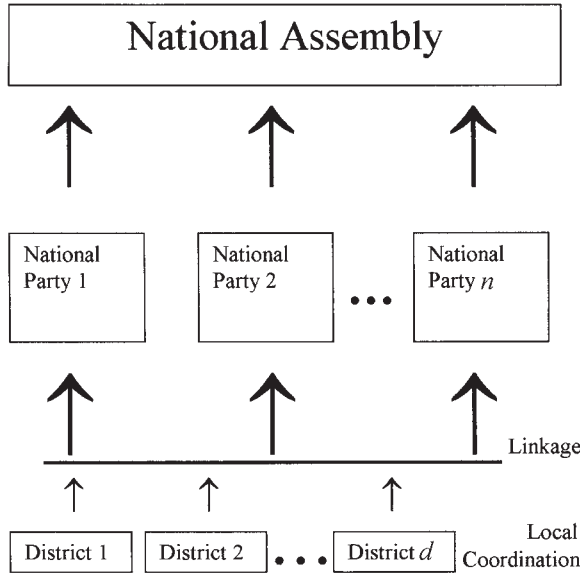 National Assembly
National Party 1
National Party 2
• • •
National Party n
Linkage
District 1
District 2
• • •
District d
Local Coordination